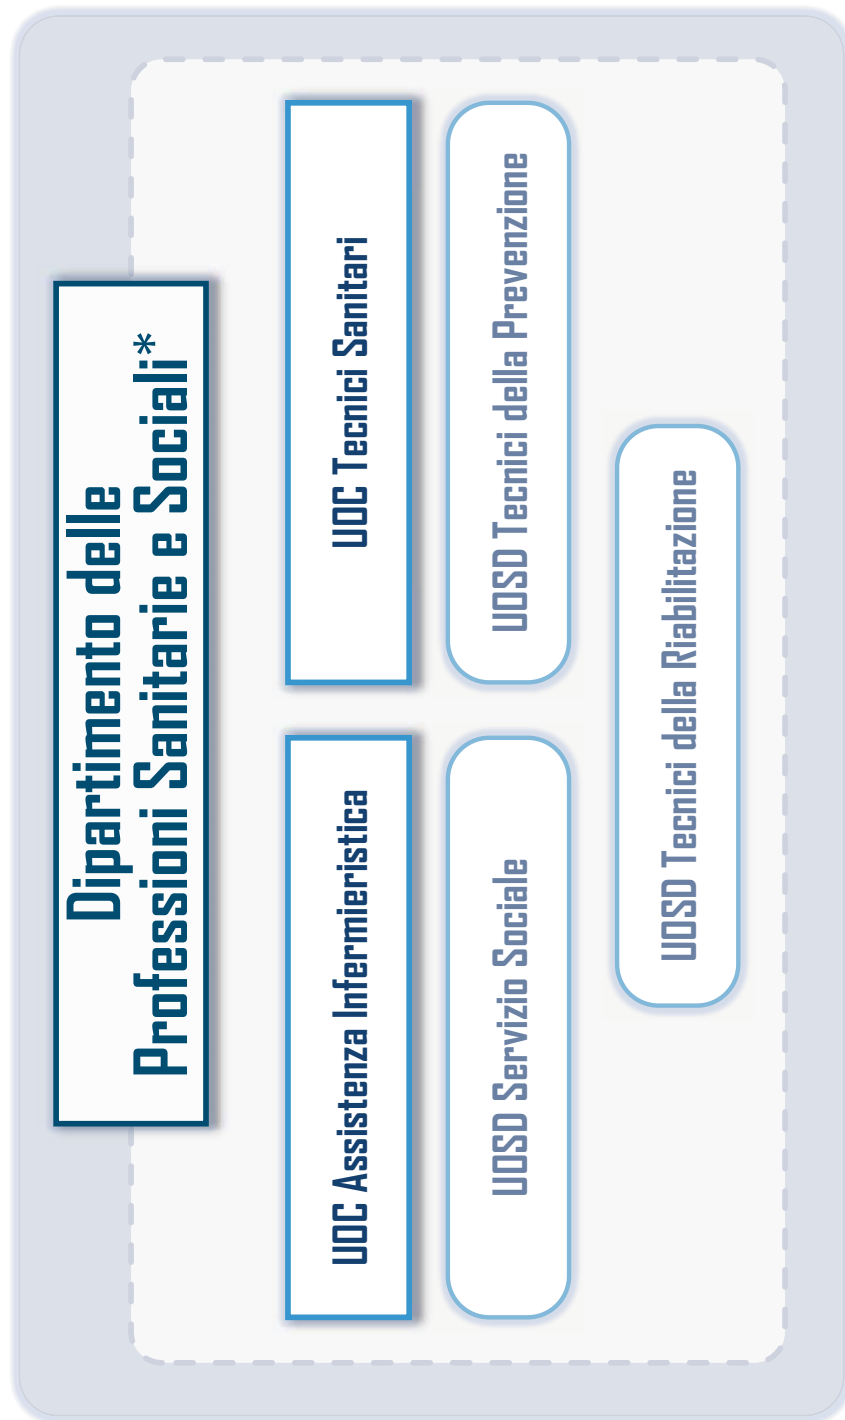 Dipartimento delle
Professioni Sanitarie e Sociali*
UOC Assistenza Infermieristica
UOC Tecnici Sanitari
UOSD Servizio Sociale
UOSD Tecnici della Prevenzione
UOSD Tecnici della Riabilitazione